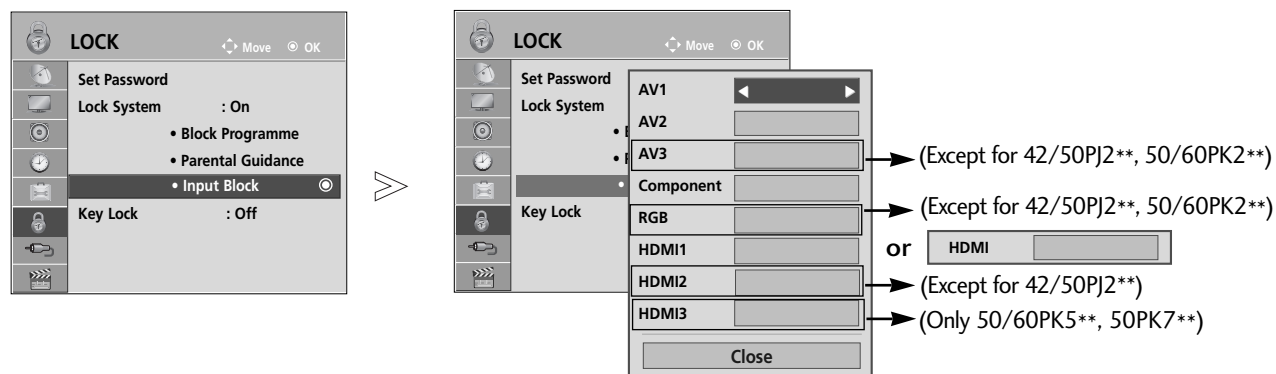 LOCK
Move OK
Set Password
Lock System : On
• Block Programme
• Parental Guidance
• Input Block
Key Lock : Off
LOCK
Move OK
Set Password
Lock System
Key Lock
AV1
AV2
AV3
Component
RGB
HDMI1
HDMI2
HDMI3
Close
(Except for 42/50PJ2**, 50/60PK2**)
(Except for 42/50PJ2**, 50/60PK2**)
or HDMI
(Except for 42/50PJ2**)
(Only 50/60PK5**, 50PK7**)